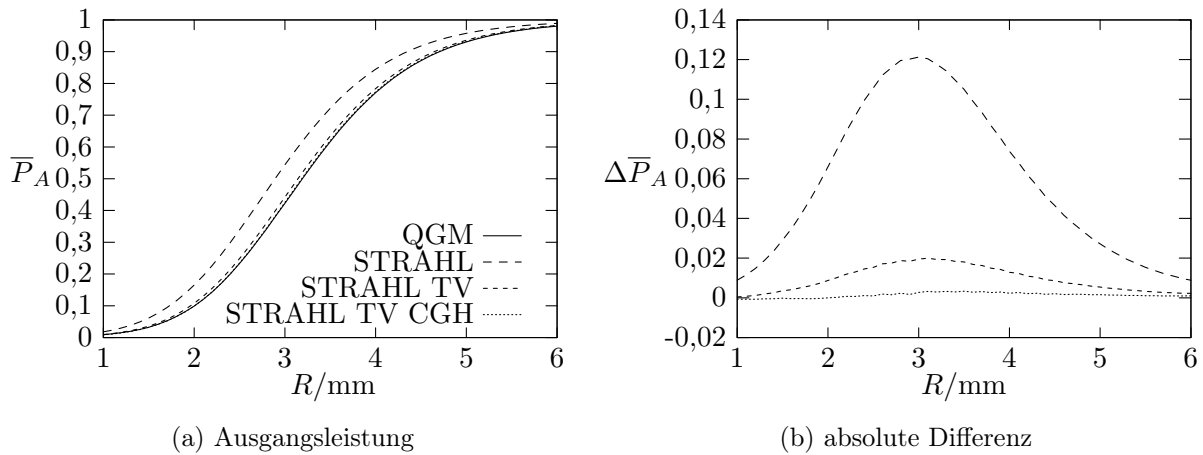 1
0,9
0,8
0,7
0,6
0,5
0,4
0,3
0,2
0,1
0
P̅_A
QGM
STRAHL
STRAHL TV
STRAHL TV CGH
1 2 3 4 5 6
R/mm
(a) Ausgangsleistung
0,14
0,12
0,1
0,08
0,06
0,04
0,02
0
-0,02
ΔP̅_A
1 2 3 4 5 6
R/mm
(b) absolute Differenz